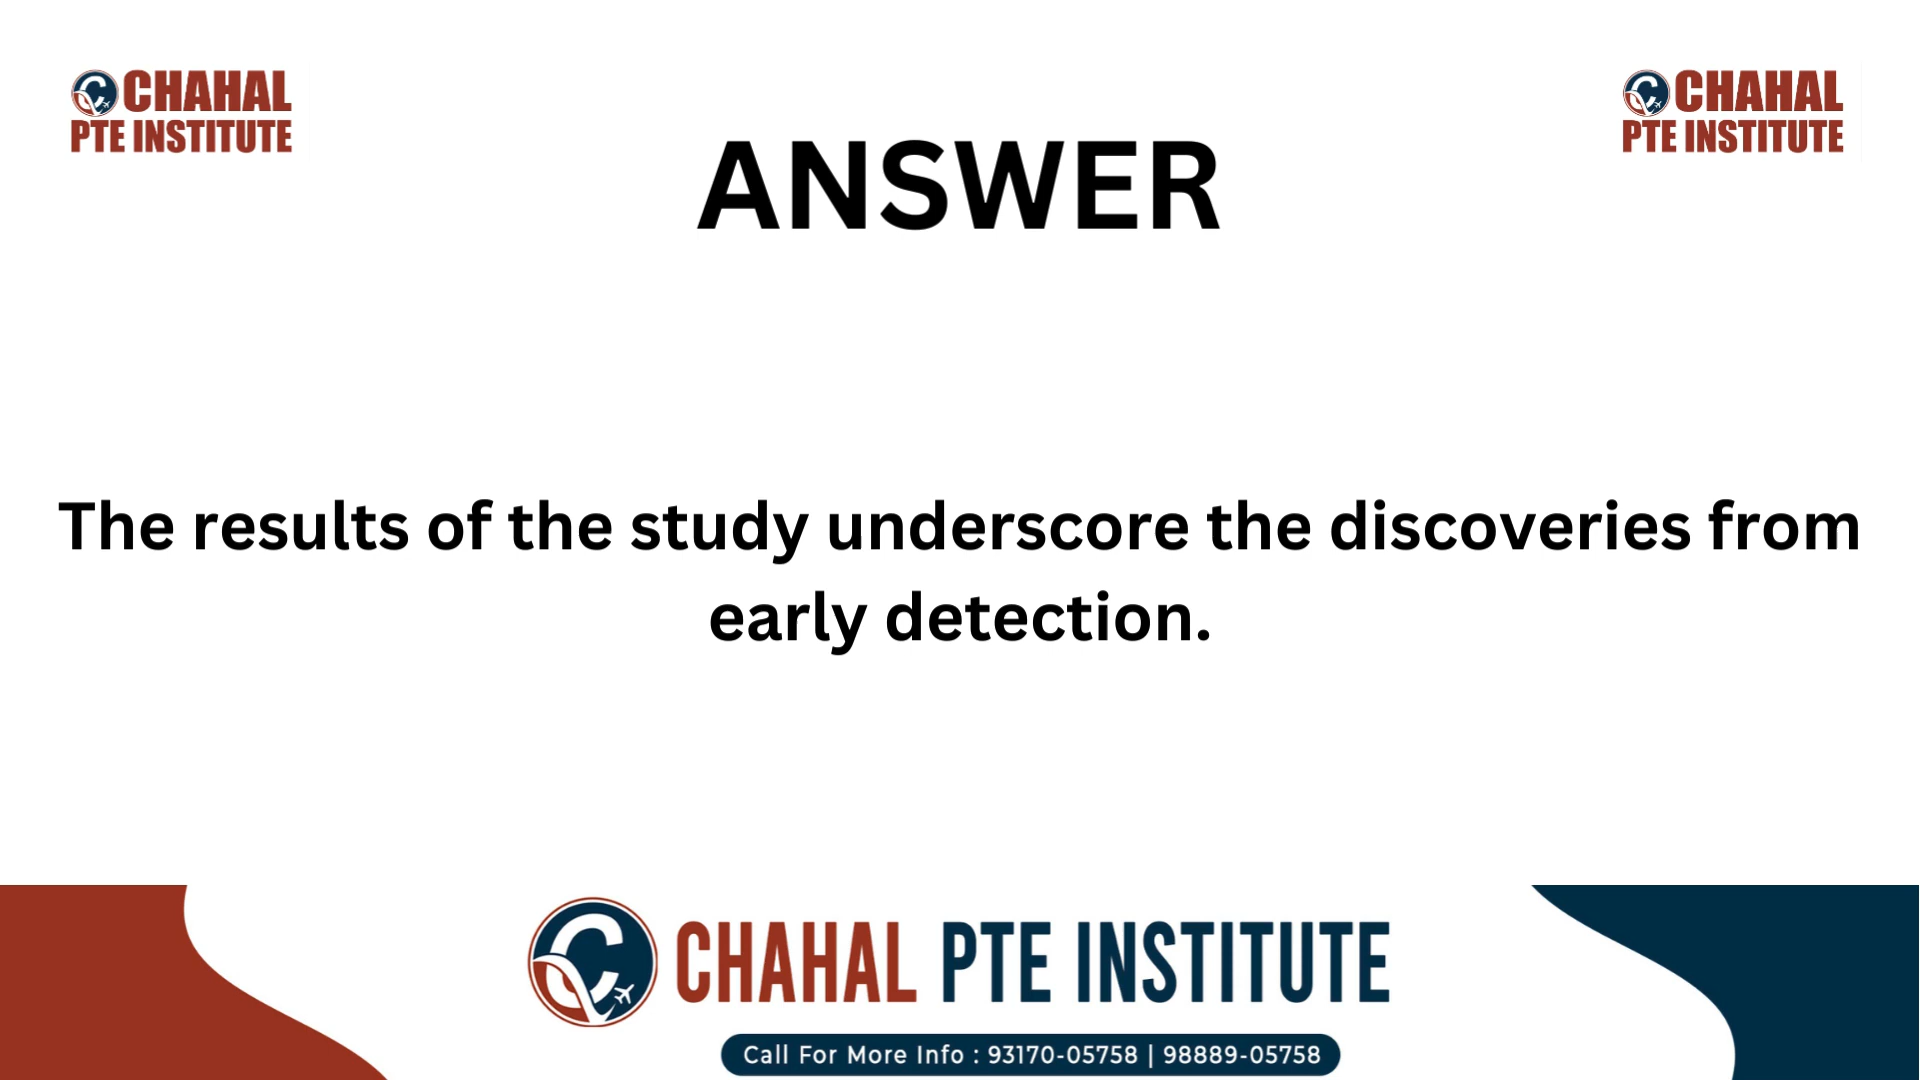 CHAHAL
PTE INSTITUTE
CHAHAL
PTE INSTITUTE
ANSWER
The results of the study underscore the discoveries from
early detection.
CHAHAL PTE INSTITUTE
Call For More Info : 93170-05758 | 98889-05758